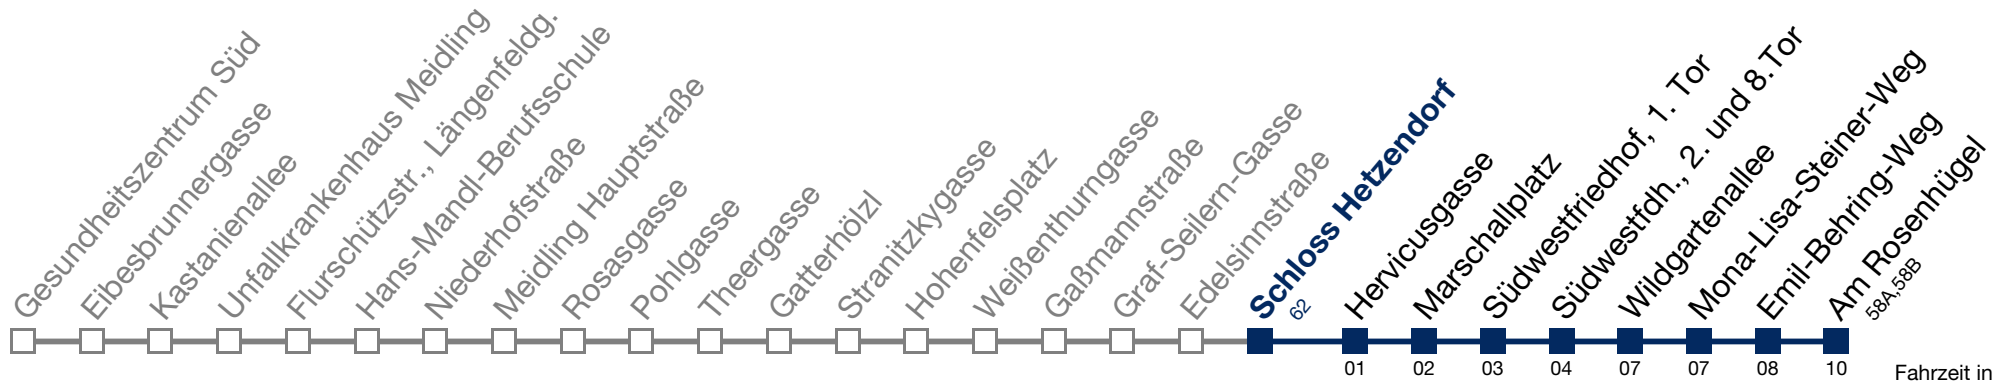 Gesundheitszentrum Süd
Eibesbrunnergasse
Kastanienallee
Unfallkrankenhaus Meidling
Flurschützstr., Längenfeldg.
Hans-Mandl-Berufsschule
Niederhofstraße
Meidling Hauptstraße
Rosasgasse
Pohlgasse
Theergasse
Gatterhölzl
Stranitzkygasse
Hohenfelsplatz
Weißenthurngasse
Gaßmannstraße
Graf-Seilern-Gasse
Edelsinnstraße
Schloss Hetzendorf
62
Hervicusgasse
Marschallplatz
Südwestfriedhof, 1. Tor
Südwestfdh., 2. und 8.Tor
Wildgartenallee
Mona-Lisa-Steiner-Weg
Emil-Behring-Weg
Am Rosenhügel
58A,58B
01 02 03 04 07 07 08 10
Fahrzeit in